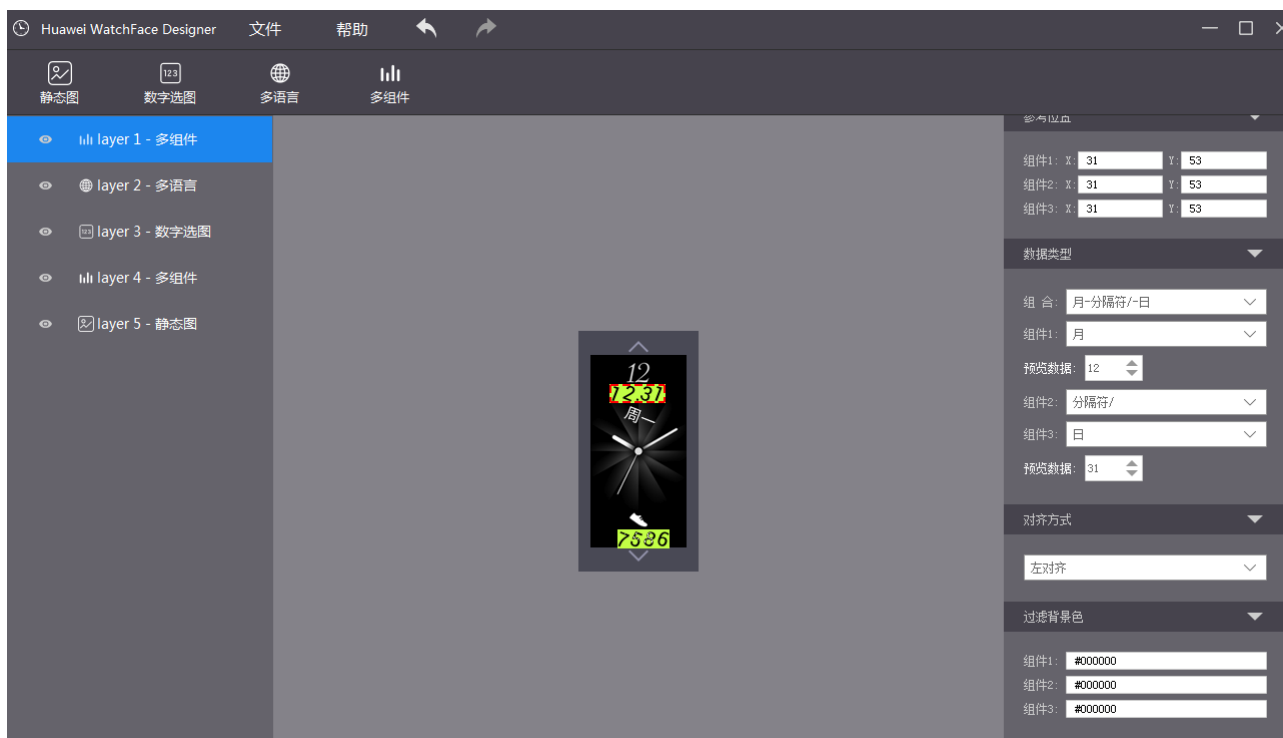 Huawei WatchFace Designer 文件 帮助
静态图 数字选图 多语言 多组件
layer 1 - 多组件
layer 2 - 多语言
layer 3 - 数字选图
layer 4 - 多组件
layer 5 - 静态图
12
12.31
周一
7586
参考位置
组件1: X: 31 Y: 53
组件2: X: 31 Y: 53
组件3: X: 31 Y: 53
数据类型
组 合: 月-分隔符/-日
组件1: 月
预览数据: 12
组件2: 分隔符/
组件3: 日
预览数据: 31
对齐方式
左对齐
过滤背景色
组件1: #000000
组件2: #000000
组件3: #000000